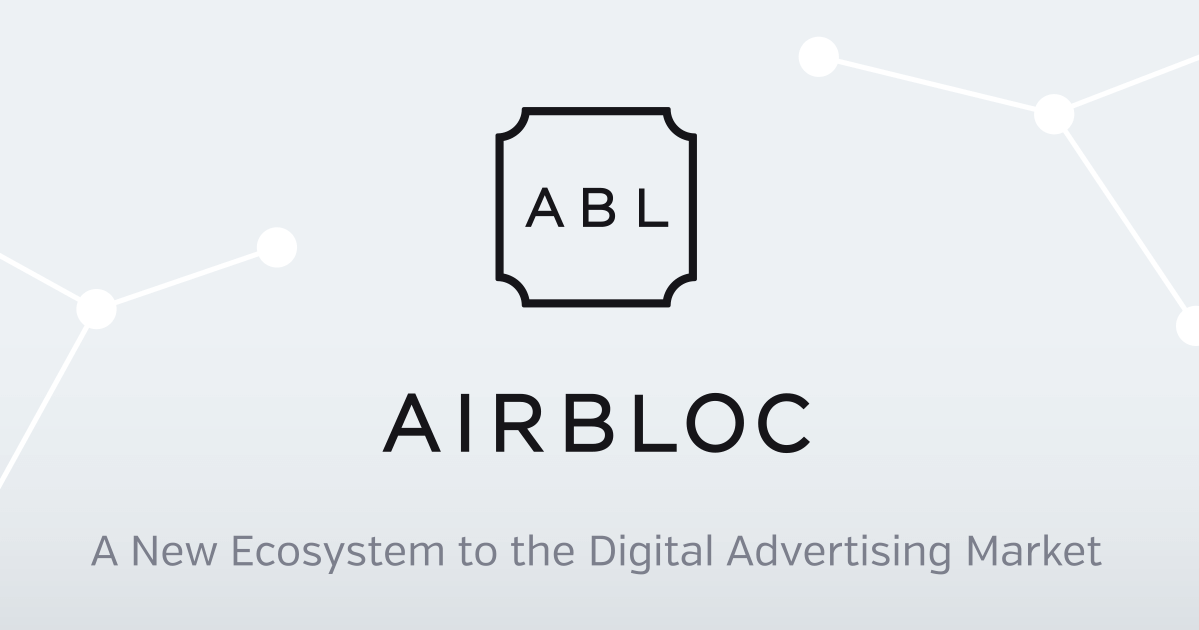 ABL
AIRBLOC
A New Ecosystem to the Digital Advertising Market